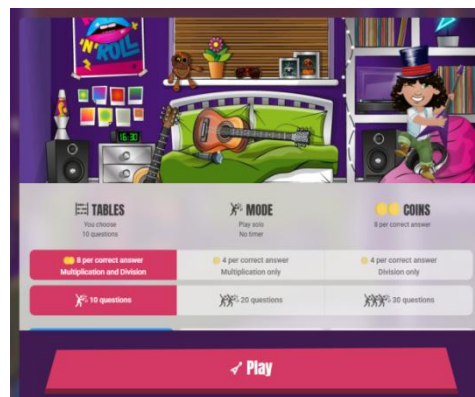 'N'
ROLL
16:30
TABLES
You choose
10 questions
MODE
Play solo
No timer
COINS
8 per correct answer
8 per correct answer
Multiplication and Division
4 per correct answer
Multiplication only
4 per correct answer
Division only
10 questions
20 questions
30 questions
Play